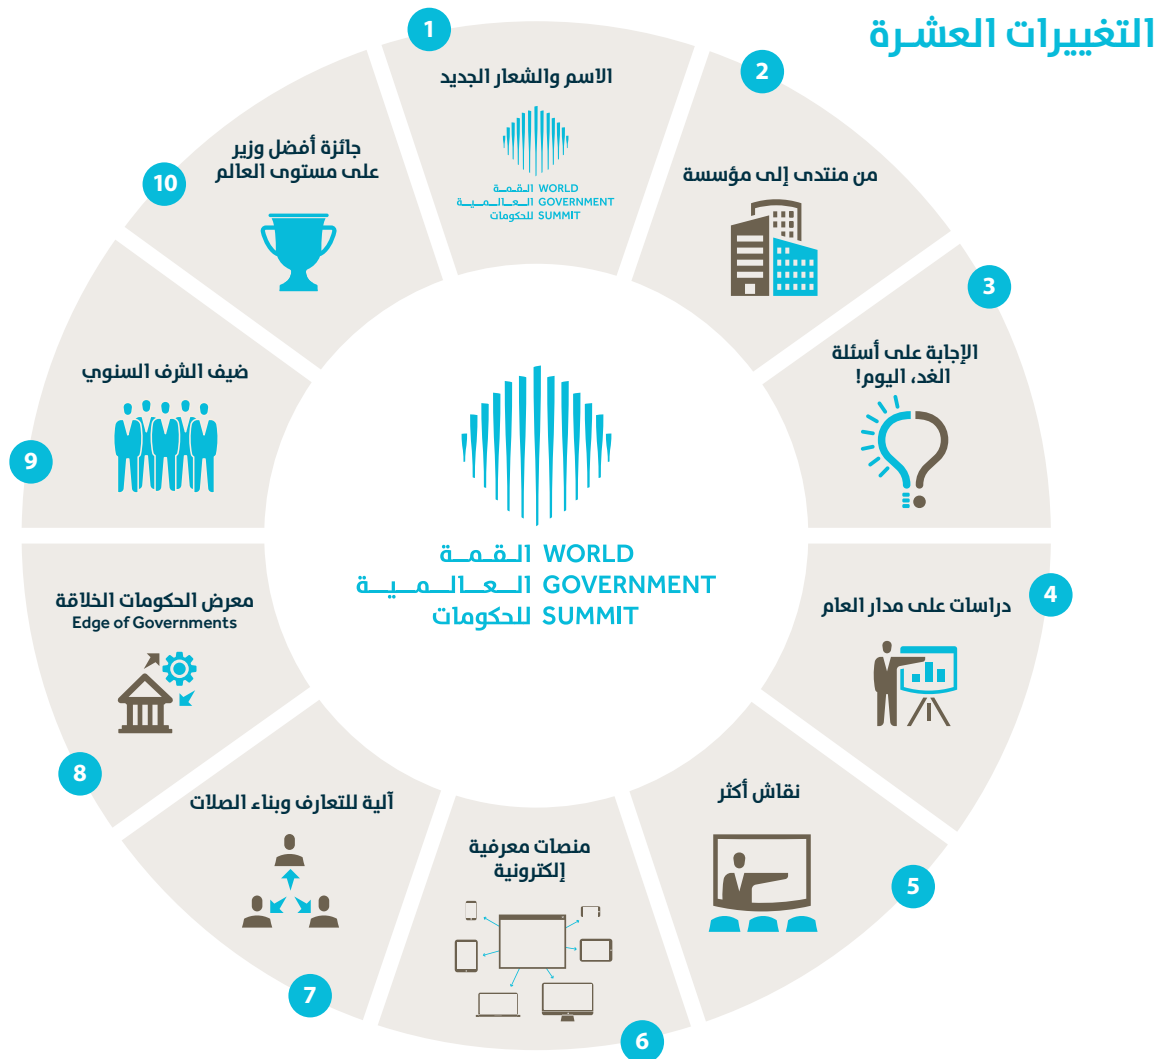 التغييرات العشرة
1
الاسم والشعار الجديد
القمة WORLD
العالمية GOVERNMENT
للحكومات SUMMIT
2
من منتدى إلى مؤسسة
3
الإجابة على أسئلة
الغد، اليوم!
4
دراسات على مدار العام
5
نقاش أكثر
6
منصات معرفية
إلكترونية
7
آلية للتعارف وبناء الصلات
8
معرض الحكومات الخلاقة
Edge of Governments
9
ضيف الشرف السنوي
10
جائزة أفضل وزير
على مستوى العالم
القمة WORLD
العالمية GOVERNMENT
للحكومات SUMMIT